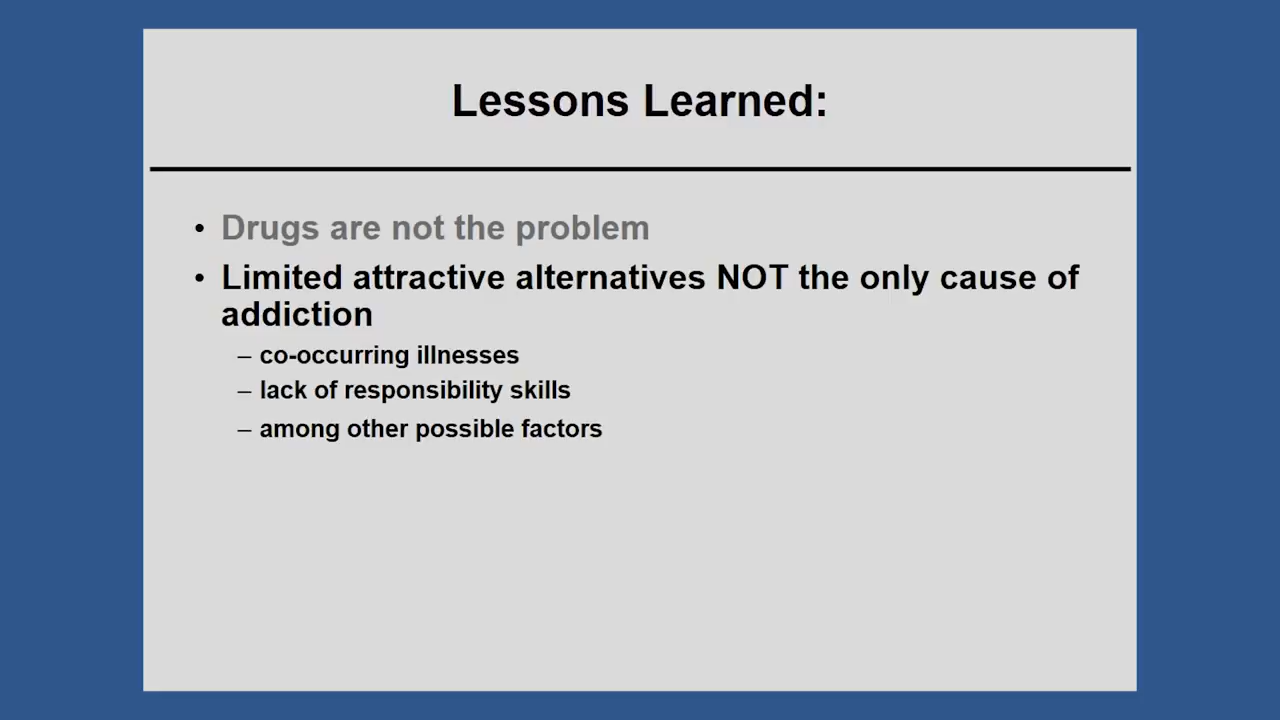 Lessons Learned:
• Drugs are not the problem
• Limited attractive alternatives NOT the only cause of
addiction
– co-occurring illnesses
– lack of responsibility skills
– among other possible factors